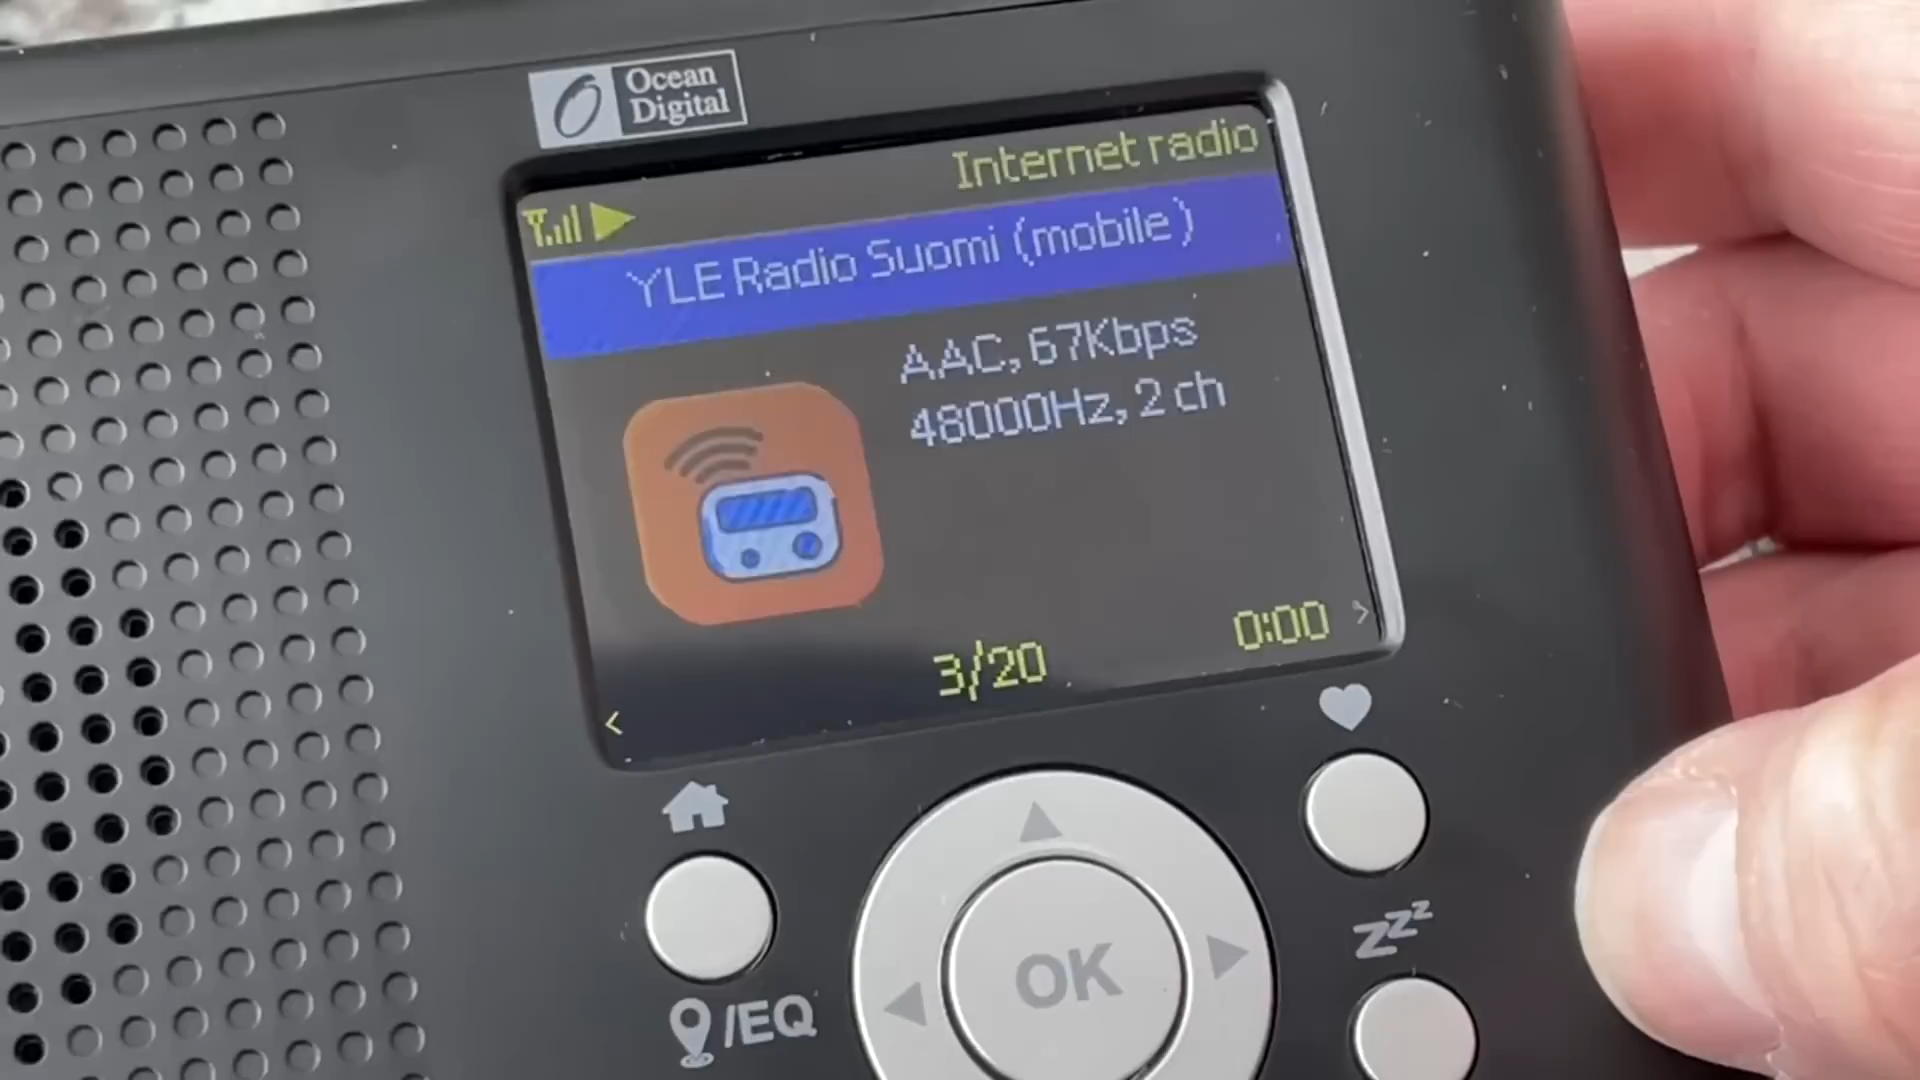 Ocean
Digital
Internet radio
YLE Radio Suomi (mobile)
AAC, 67Kbps
48000Hz, 2 ch
0:00 >
3/20
<
OK
zzz
/EQ